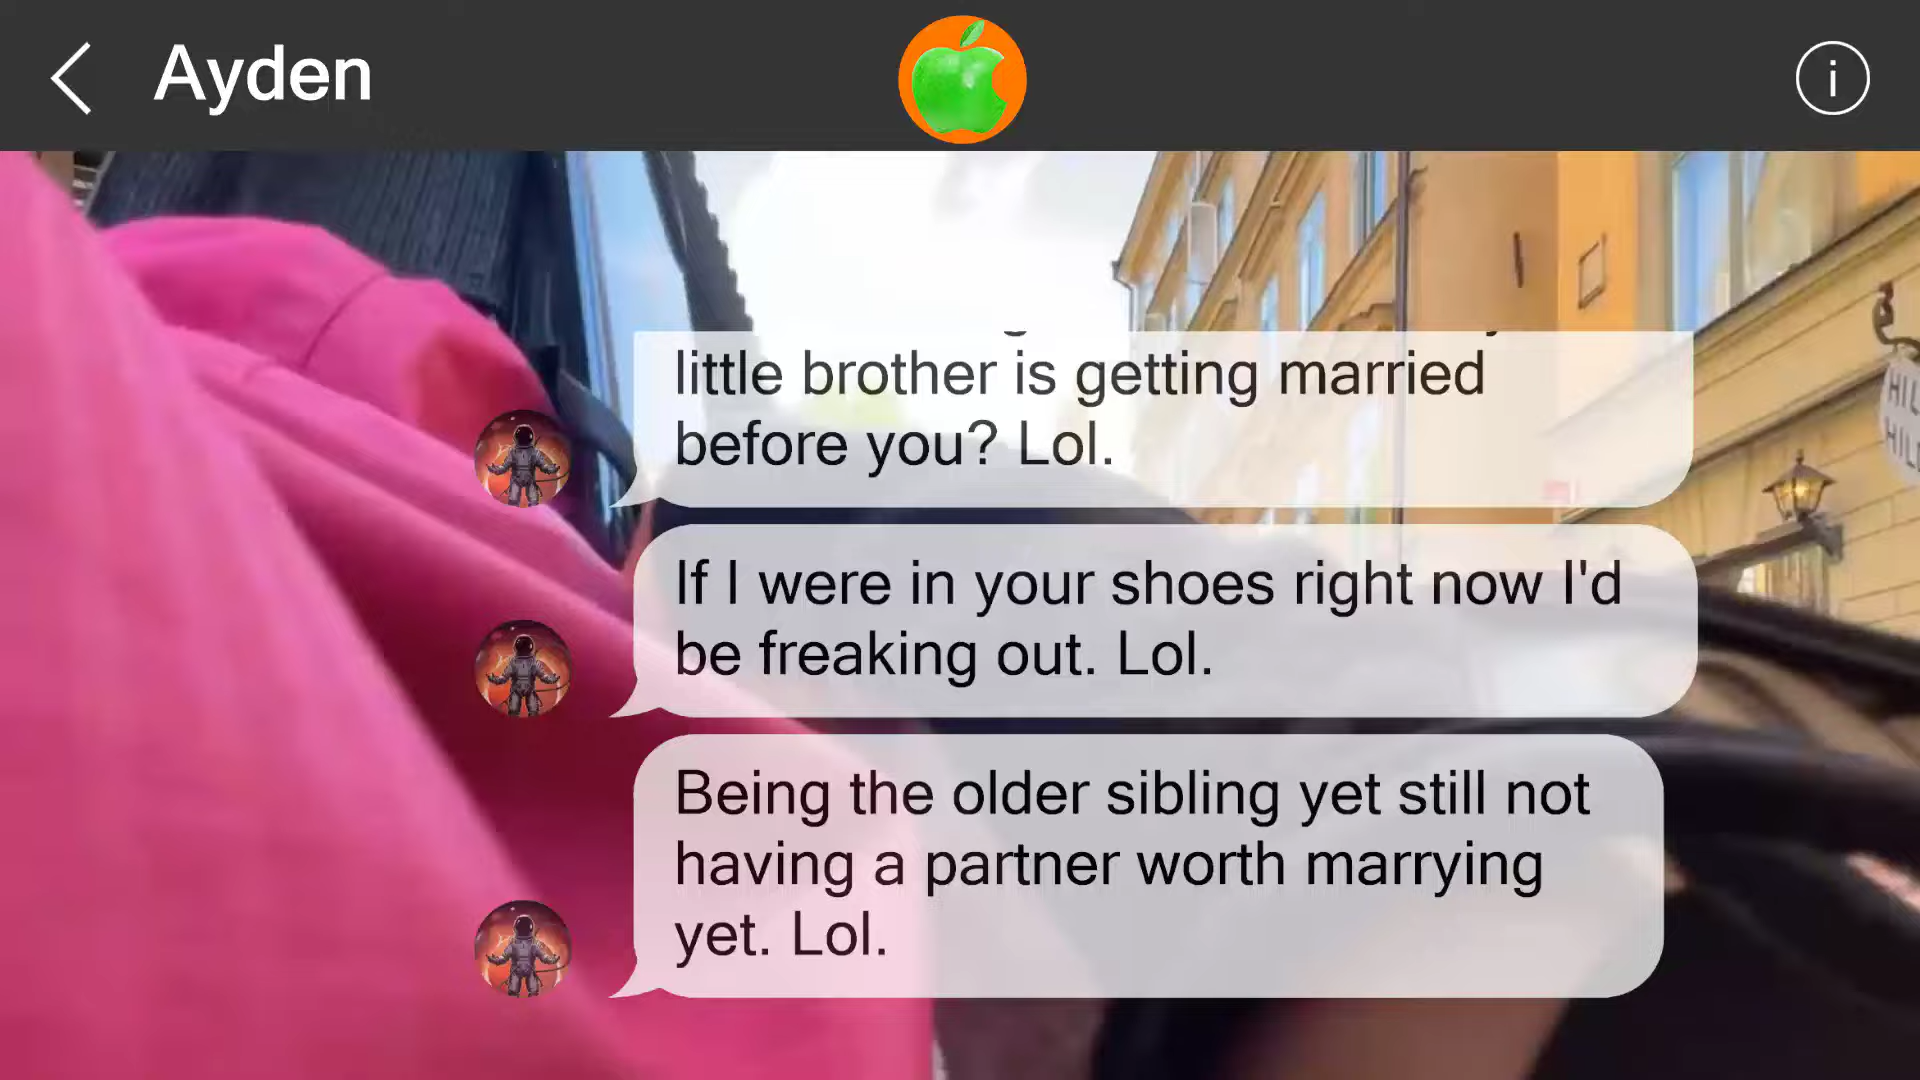 Ayden
little brother is getting married
before you? Lol.
If I were in your shoes right now I'd
be freaking out. Lol.
Being the older sibling yet still not
having a partner worth marrying
yet. Lol.